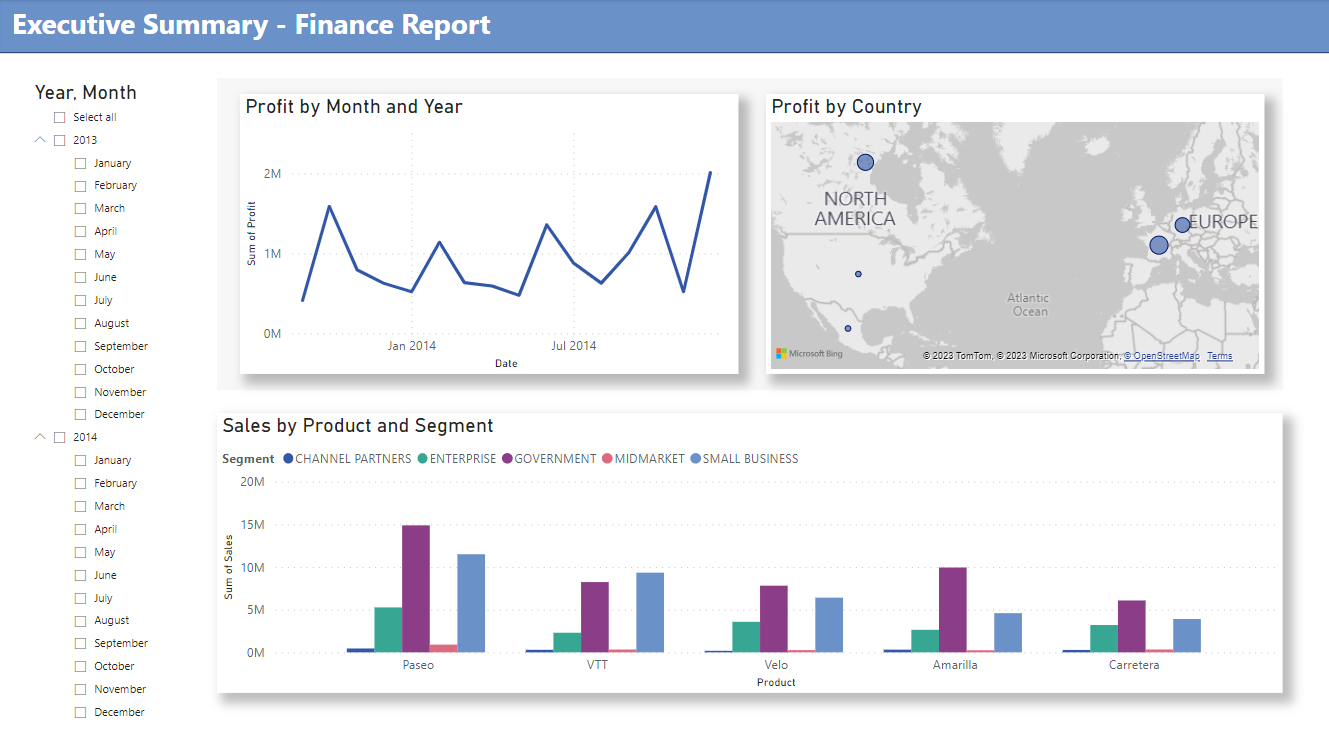 Executive Summary - Finance Report
Year, Month
Select all
2013
January
February
March
April
May
June
July
August
September
October
November
December
2014
January
February
March
April
May
June
July
August
September
October
November
December
Profit by Month and Year
Sum of Profit
2M
1M
0M
Jan 2014
Jul 2014
Date
Profit by Country
NORTH
AMERICA
EUROPE
Atlantic
Ocean
Microsoft Bing
© 2023 TomTom, © 2023 Microsoft Corporation, © OpenStreetMap Terms
Sales by Product and Segment
Segment CHANNEL PARTNERS ENTERPRISE GOVERNMENT MIDMARKET SMALL BUSINESS
Sum of Sales
20M
15M
10M
5M
0M
Paseo VTT Velo Amarilla Carretera
Product